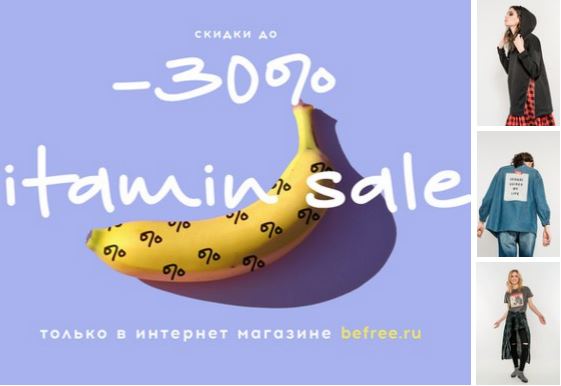 скидки до
-30%
itamin sale
только в интернет магазине befree.ru